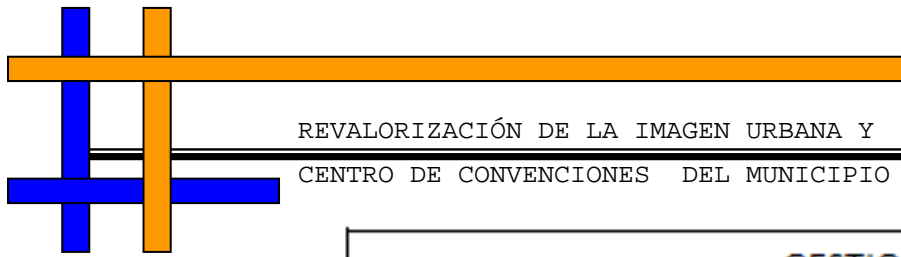 REVALORIZACIÓN DE LA IMAGEN URBANA Y
CENTRO DE CONVENCIONES DEL MUNICIPIO